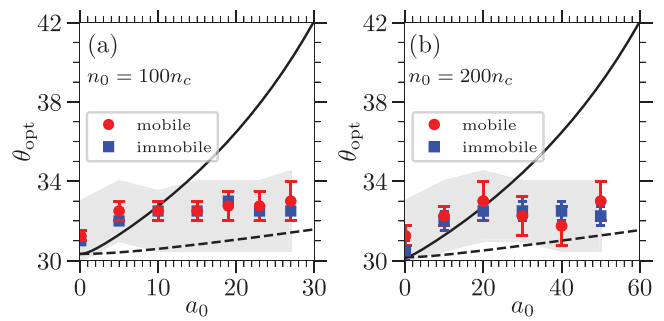 42
38
34
30
θopt
(a)
n0 = 100nc
mobile
immobile
0 10 20 30
a0
42
38
34
30
θopt
(b)
n0 = 200nc
mobile
immobile
0 20 40 60
a0